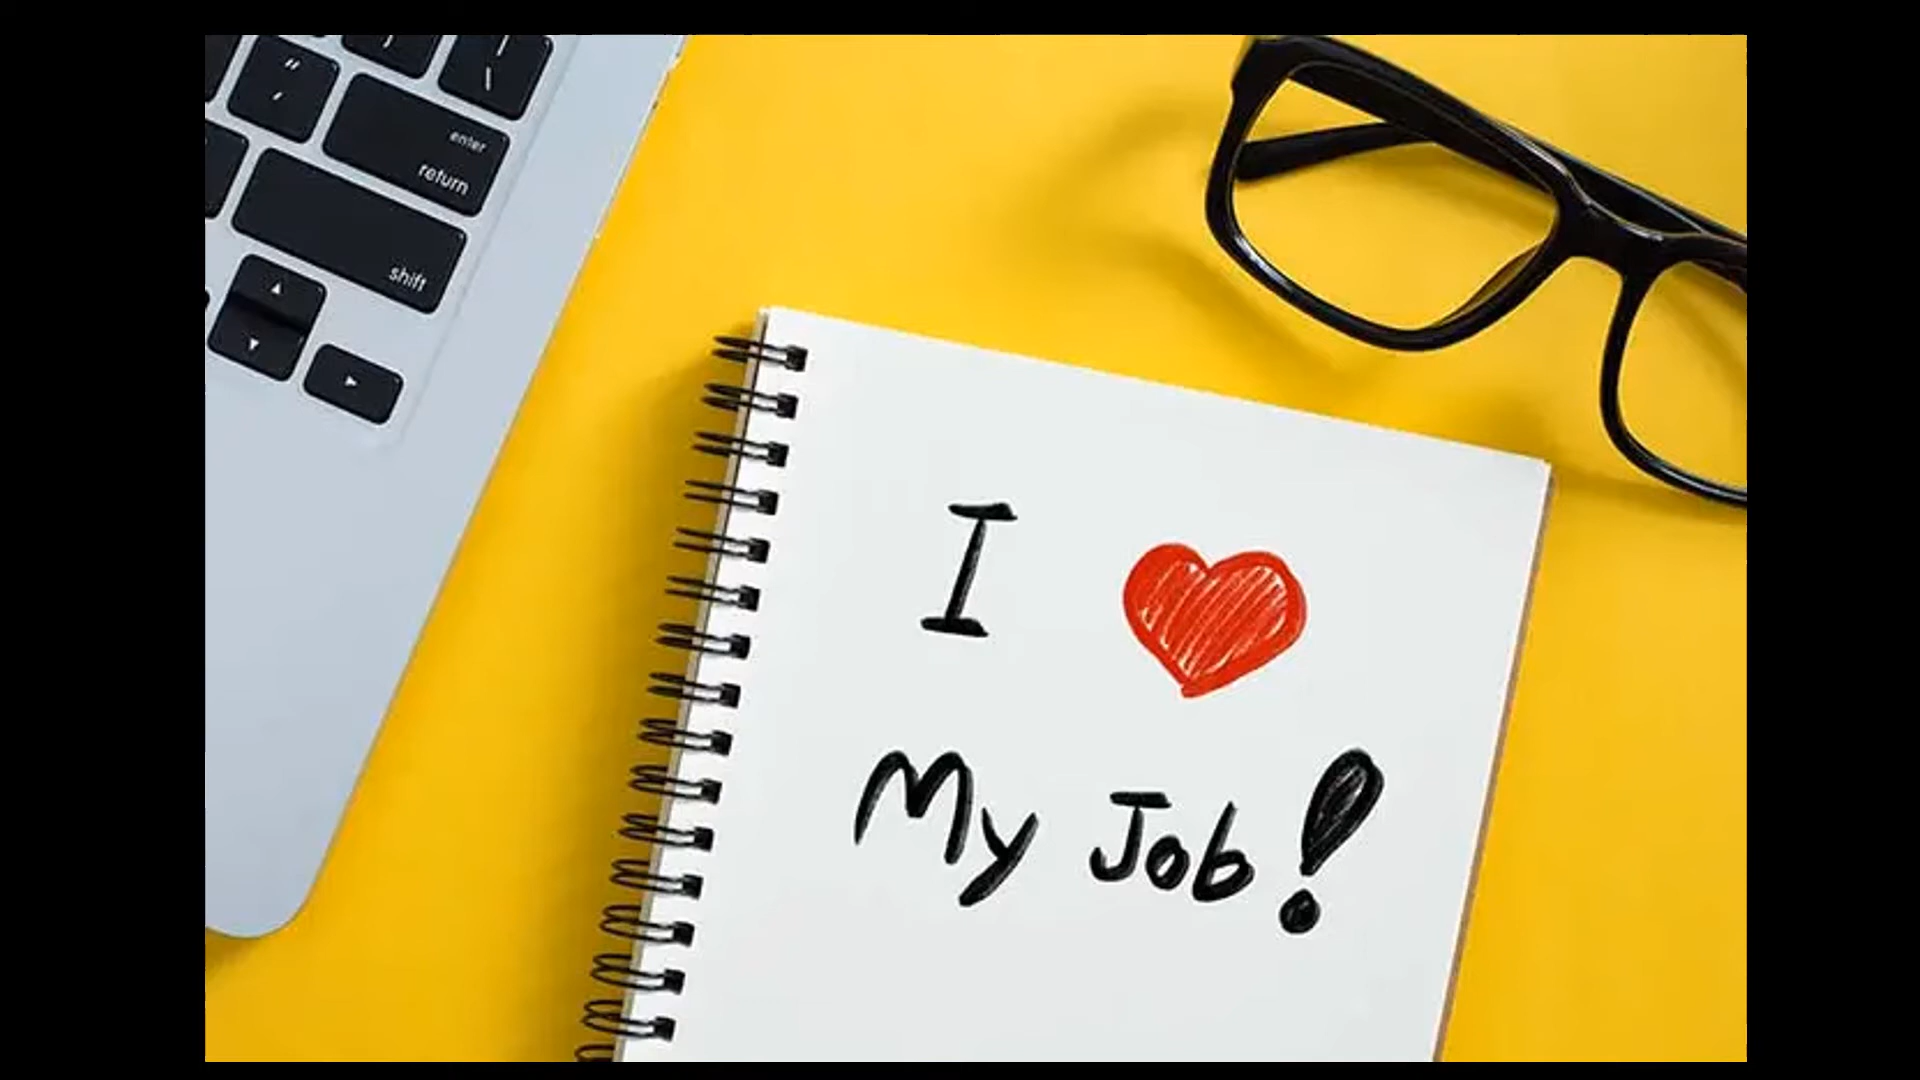 "
'
\
enter
return
shift
I ❤
My Job!